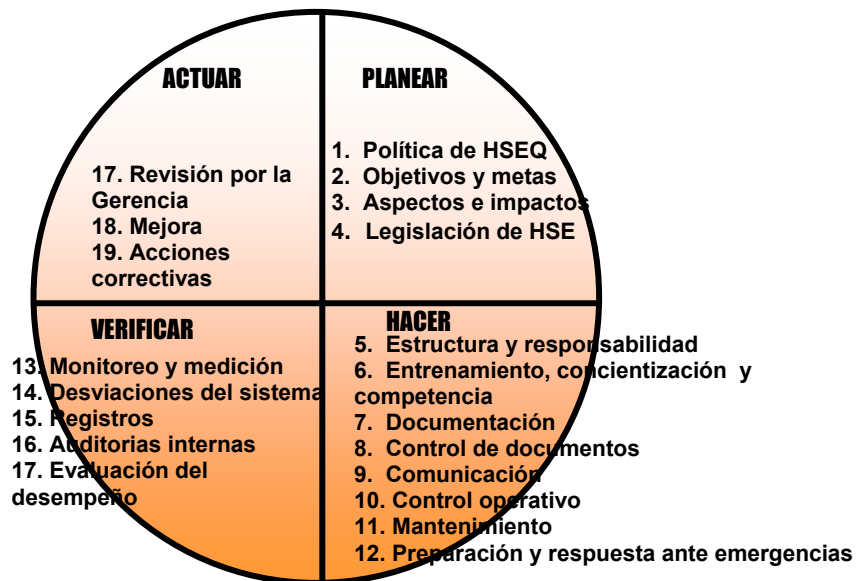 ACTUAR
17. Revisión por la
Gerencia
18. Mejora
19. Acciones
correctivas
PLANEAR
1. Política de HSEQ
2. Objetivos y metas
3. Aspectos e impactos
4. Legislación de HSE
VERIFICAR
13. Monitoreo y medición
14. Desviaciones del sistema
15. Registros
16. Auditorias internas
17. Evaluación del
desempeño
HACER
5. Estructura y responsabilidad
6. Entrenamiento, concientización y
competencia
7. Documentación
8. Control de documentos
9. Comunicación
10. Control operativo
11. Mantenimiento
12. Preparación y respuesta ante emergencias